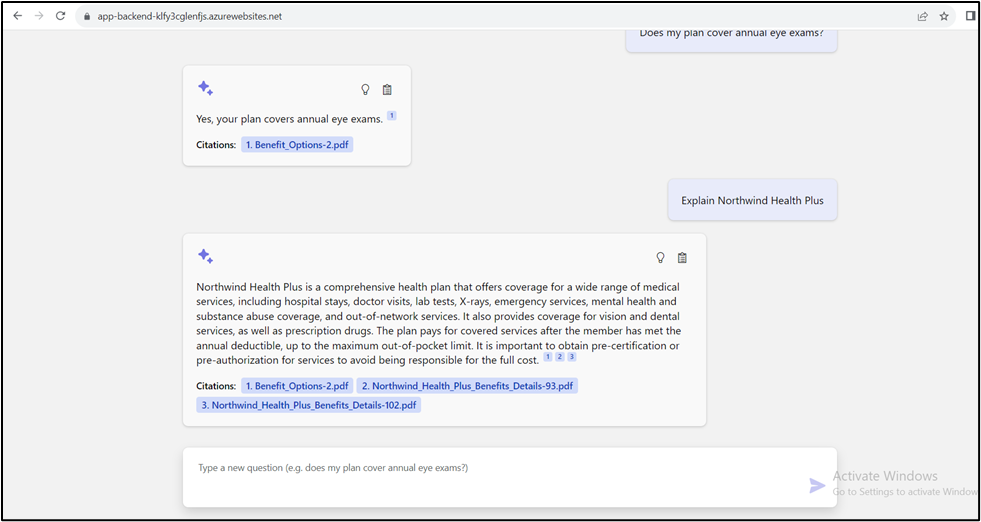 app-backend-klfy3cglenfjs.azurewebsites.net
Does my plan cover annual eye exams?
Yes, your plan covers annual eye exams. 1
Citations: 1. Benefit_Options-2.pdf
Explain Northwind Health Plus
Northwind Health Plus is a comprehensive health plan that offers coverage for a wide range of medical
services, including hospital stays, doctor visits, lab tests, X-rays, emergency services, mental health and
substance abuse coverage, and out-of-network services. It also provides coverage for vision and dental
services, as well as prescription drugs. The plan pays for covered services after the member has met the
annual deductible, up to the maximum out-of-pocket limit. It is important to obtain pre-certification or
pre-authorization for services to avoid being responsible for the full cost. 1 2 3
Citations: 1. Benefit_Options-2.pdf 2. Northwind_Health_Plus_Benefits_Details-93.pdf
3. Northwind_Health_Plus_Benefits_Details-102.pdf
Type a new question (e.g. does my plan cover annual eye exams?)
Activate Windows
Go to Settings to activate Window